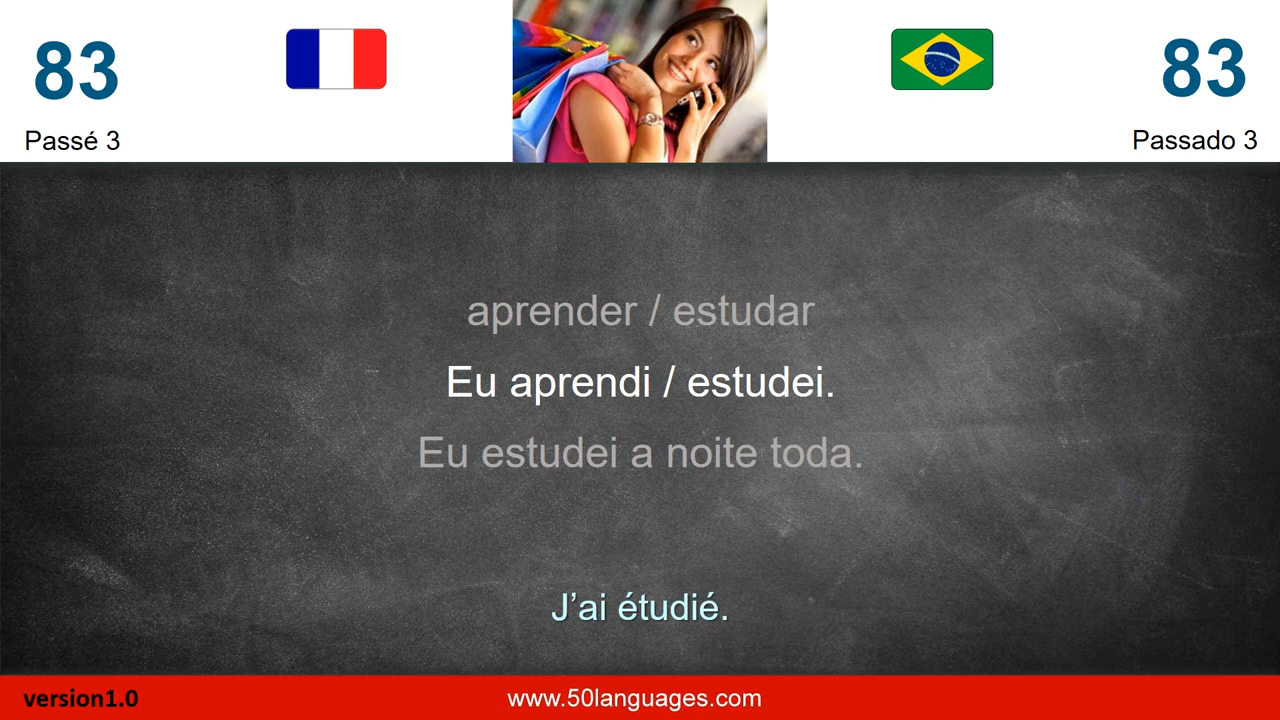 83
83
Passé 3
Passado 3
aprender / estudar
Eu aprendi / estudei.
Eu estudei a noite toda.
J’ai étudié.
version1.0
www.50languages.com